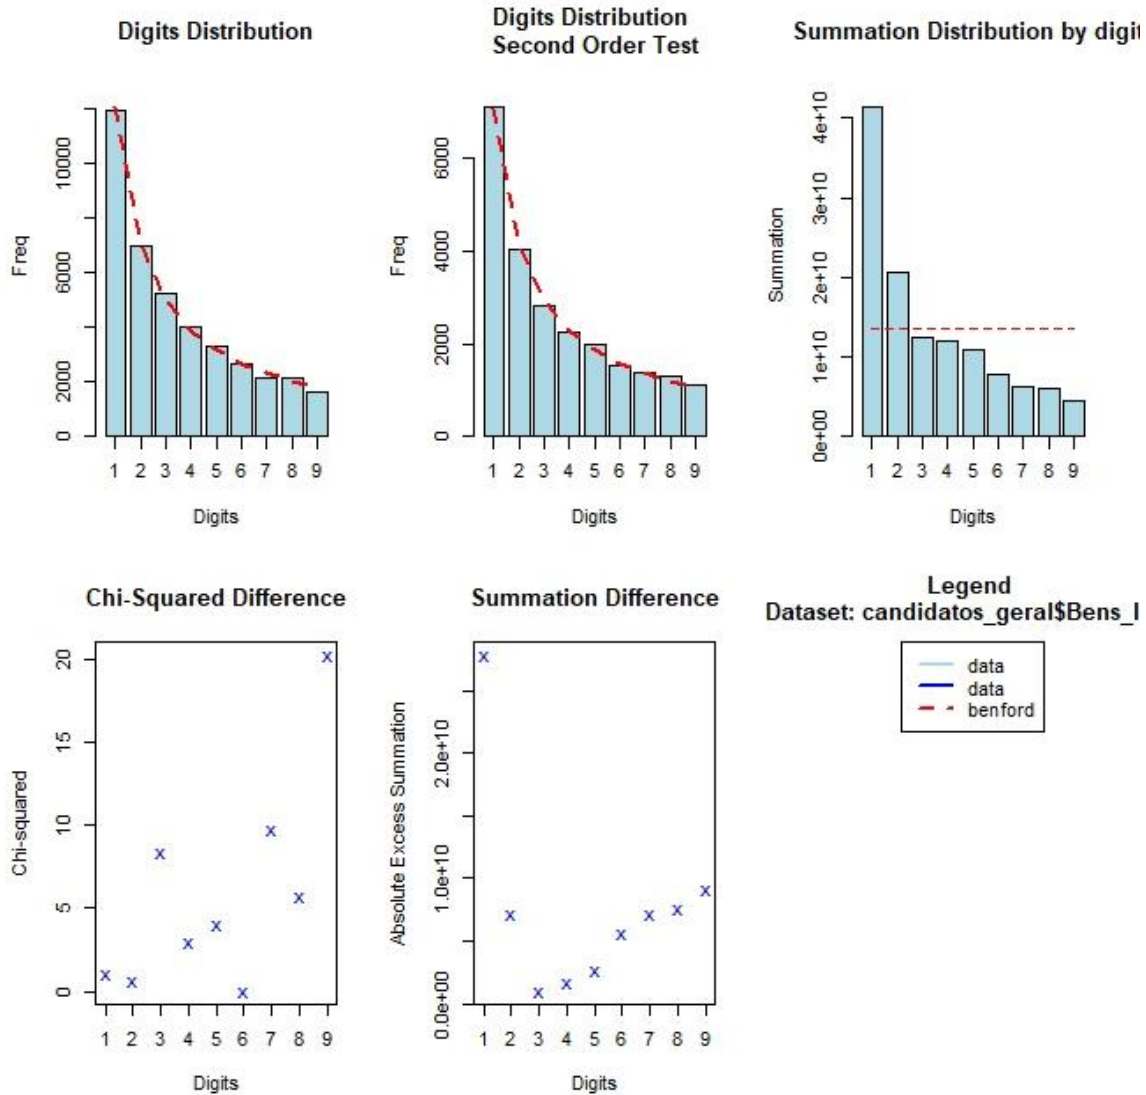 Digits Distribution
Digits Distribution
Second Order Test
Summation Distribution by digit
Freq
0
2000
6000
10000
1 2 3 4 5 6 7 8 9
Digits
Freq
0
2000
4000
6000
1 2 3 4 5 6 7 8 9
Digits
Summation
0e+00
1e+10
2e+10
3e+10
4e+10
1 2 3 4 5 6 7 8 9
Digits
Chi-Squared Difference
Chi-squared
0
5
10
15
20
1 2 3 4 5 6 7 8 9
Digits
Summation Difference
Absolute Excess Summation
0.0e+00
1.0e+10
2.0e+10
1 2 3 4 5 6 7 8 9
Digits
Legend
Dataset: candidatos_geral$Bens_l
data
data
benford